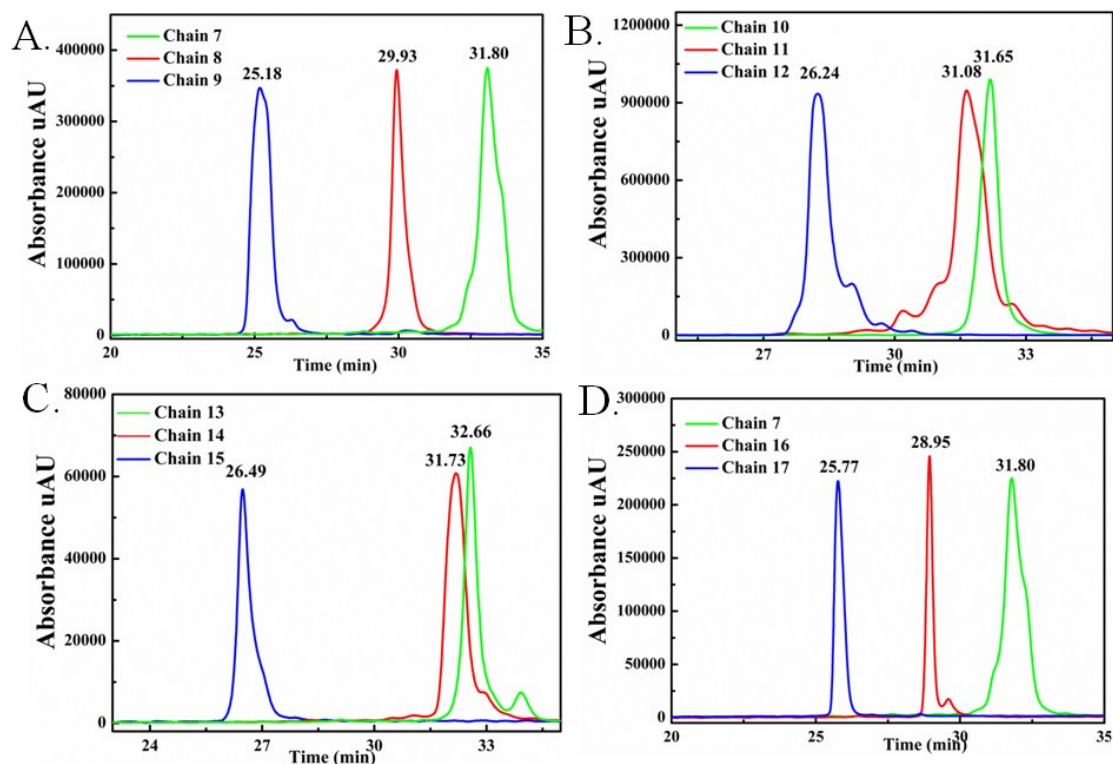 A.
Absorbance uAU
400000
300000
200000
100000
0
Chain 7
Chain 8
Chain 9
25.18
29.93
31.80
20
25
30
35
Time (min)
B.
Absorbance uAU
1200000
900000
600000
300000
0
Chain 10
Chain 11
Chain 12
26.24
31.08
31.65
27
30
33
Time (min)
C.
Absorbance uAU
80000
60000
40000
20000
0
Chain 13
Chain 14
Chain 15
26.49
31.73
32.66
24
27
30
33
Time (min)
D.
Absorbance uAU
300000
250000
200000
150000
100000
50000
0
Chain 7
Chain 16
Chain 17
25.77
28.95
31.80
20
25
30
35
Time (min)